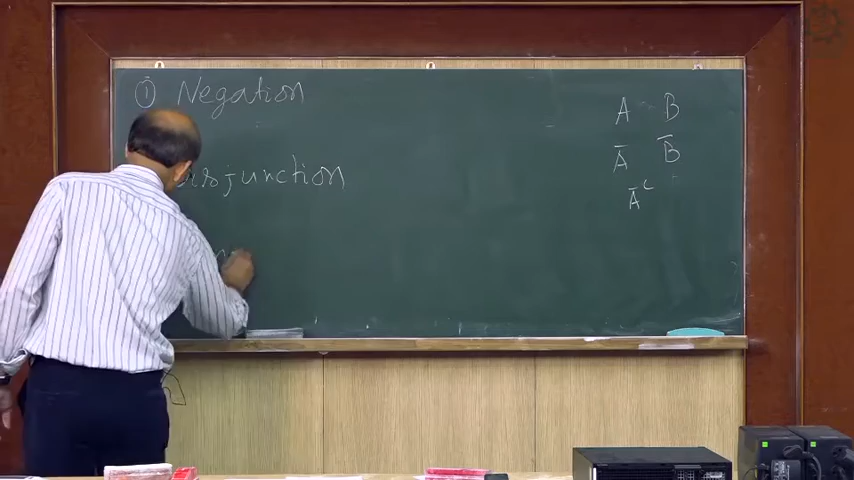 ① Negation
A B
Ā B̄
isjunction
A^c